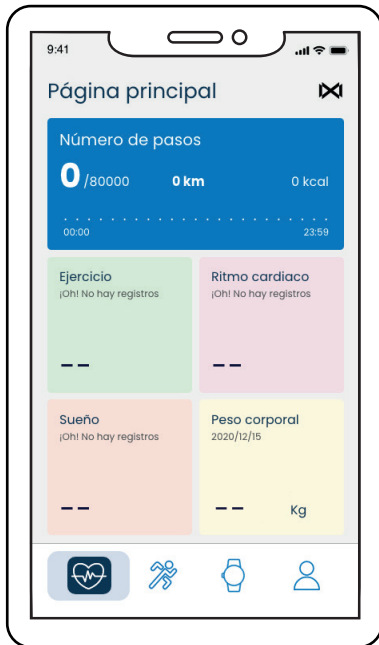 9:41
Página principal
Número de pasos
0/80000 0 km 0 kcal
00:00 23:59
Ejercicio
¡Oh! No hay registros
--
Ritmo cardiaco
¡Oh! No hay registros
--
Sueño
¡Oh! No hay registros
--
Peso corporal
2020/12/15
-- Kg